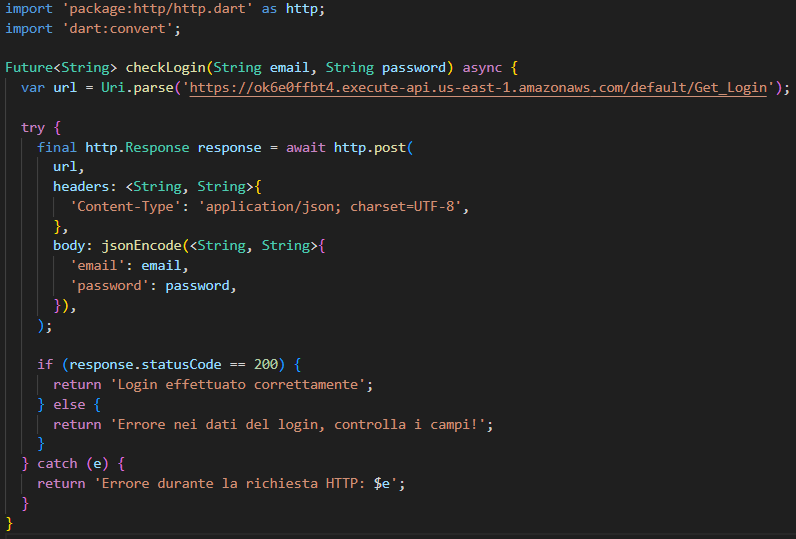 import 'package:http/http.dart' as http;
import 'dart:convert';
Future<String> checkLogin(String email, String password) async {
var url = Uri.parse('https://ok6e0ffbt4.execute-api.us-east-1.amazonaws.com/default/Get_Login');
try {
final http.Response response = await http.post(
url,
headers: <String, String>{
'Content-Type': 'application/json; charset=UTF-8',
},
body: jsonEncode(<String, String>{
'email': email,
'password': password,
}),
);
if (response.statusCode == 200) {
return 'Login effettuato correttamente';
} else {
return 'Errore nei dati del login, controlla i campi!';
}
} catch (e) {
return 'Errore durante la richiesta HTTP: $e';
}
}